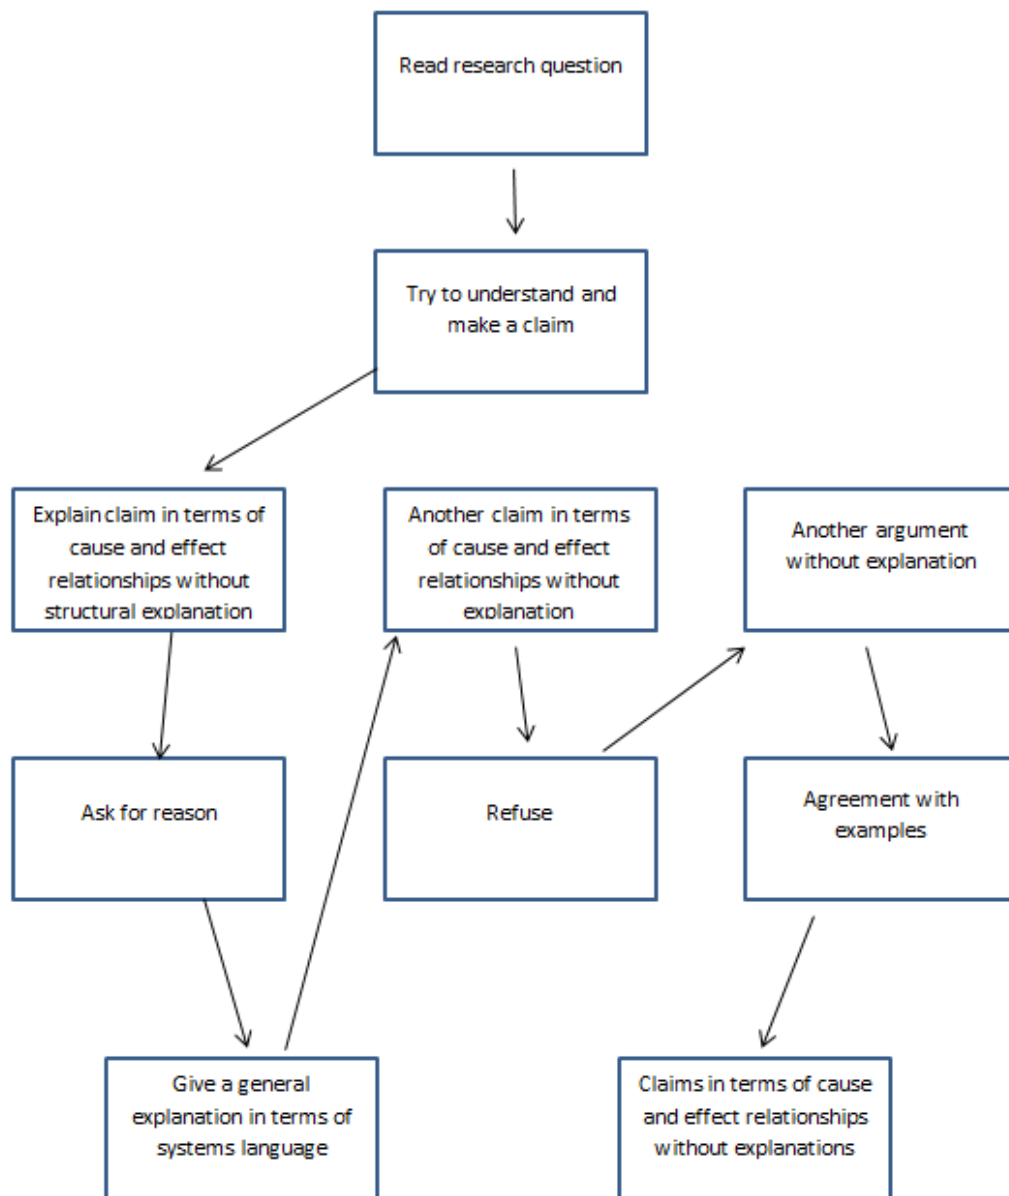 Read research question
Try to understand and
make a claim
Explain claim in terms of
cause and effect
relationships without
structural explanation
Another claim in terms
of cause and effect
relationships without
explanation
Another argument
without explanation
Ask for reason
Refuse
Agreement with
examples
Give a general
explanation in terms of
systems language
Claims in terms of cause
and effect relationships
without explanations